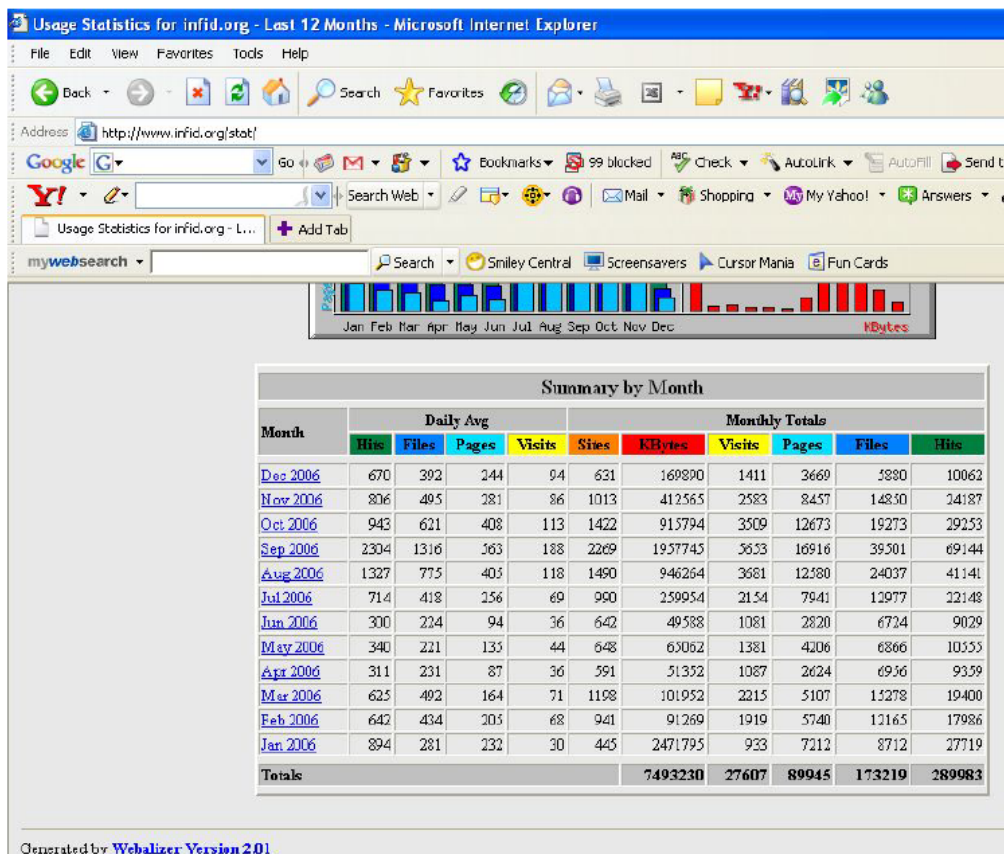 Usage Statistics for infid.org - Last 12 Months - Microsoft Internet Explorer
File Edit View Favorites Tools Help
Back Search Favorites
Address http://www.infid.org/stat/
Google G Go Bookmarks 99 blocked ABC Check AutoLink AutoFill Send t
Y! Search Web Mail Shopping My My Yahoo! Answers
Usage Statistics for infid.org - L... Add Tab
mywebsearch Search Smiley Central Screensavers Cursor Mania Fun Cards
Jan Feb Mar Apr May Jun Jul Aug Sep Oct Nov Dec KBytes
Summary by Month
Month Daily Avg Monthly Totals
Hits Files Pages Visits Sites KBytes Visits Pages Files Hits
Dec 2006 670 392 244 94 631 169890 1411 3669 5880 10062
Nov 2006 806 495 281 86 1013 412565 2583 8457 14850 24187
Oct 2006 943 621 408 113 1422 915794 3509 12673 19273 29253
Sep 2006 2304 1316 563 188 2269 1957745 5653 16916 39501 69144
Aug 2006 1327 775 405 118 1490 946264 3681 12580 24037 41141
Jul 2006 714 418 256 69 990 259954 2154 7941 12977 22148
Jun 2006 300 224 94 36 642 49588 1081 2820 6724 9029
May 2006 340 221 135 44 648 65062 1381 4206 6866 10555
Apr 2006 311 231 87 36 591 51352 1087 2624 6956 9359
Mar 2006 625 492 164 71 1198 101952 2215 5107 15278 19400
Feb 2006 642 434 205 68 941 91269 1919 5740 12165 17986
Jan 2006 894 281 232 30 445 2471795 933 7212 8712 27719
Totals 7493230 27607 89945 173219 289983
Generated by Webalizer Version 2.01